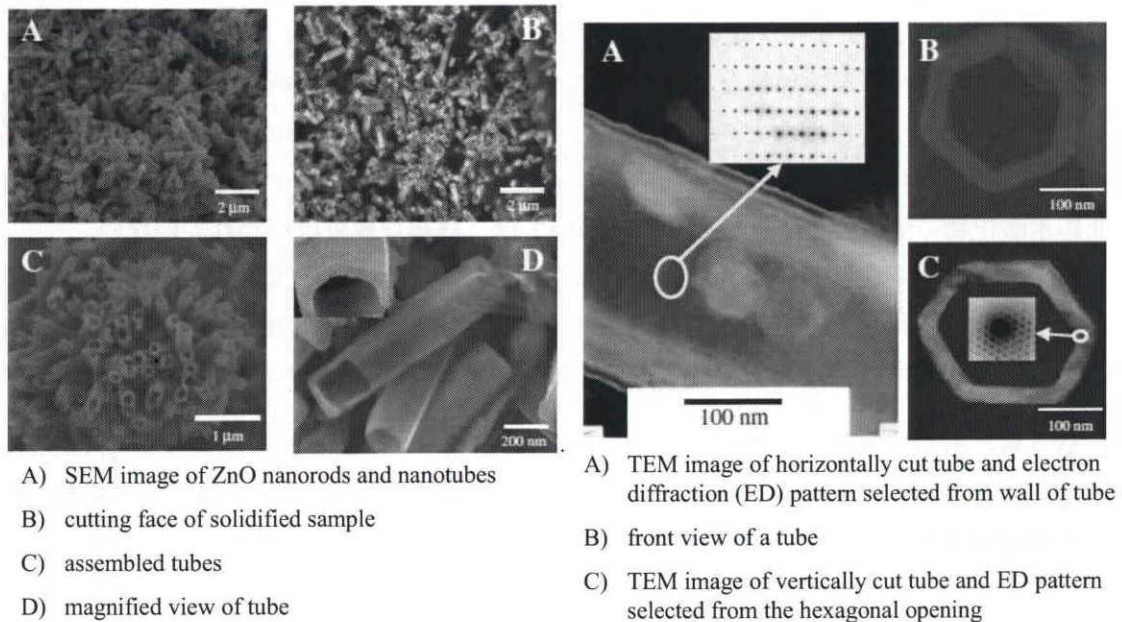 A
2 µm
B
2 µm
C
1 µm
D
200 nm
A) SEM image of ZnO nanorods and nanotubes
B) cutting face of solidified sample
C) assembled tubes
D) magnified view of tube
A
100 nm
B
100 nm
C
100 nm
A) TEM image of horizontally cut tube and electron
diffraction (ED) pattern selected from wall of tube
B) front view of a tube
C) TEM image of vertically cut tube and ED pattern
selected from the hexagonal opening